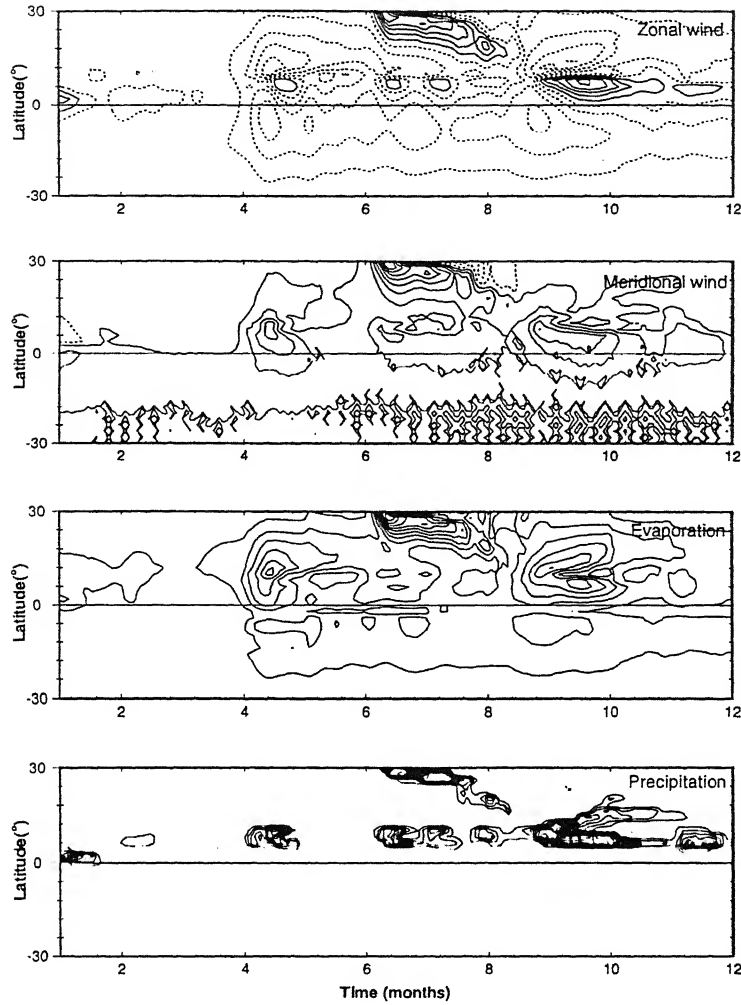 30
Zonal wind
Latitude(°)
0
-30
2 4 6 8 10 12
30
Meridional wind
Latitude(°)
0
-30
2 4 6 8 10 12
30
Evaporation
Latitude(°)
0
-30
2 4 6 8 10 12
30
Precipitation
Latitude(°)
0
-30
2 4 6 8 10 12
Time (months)